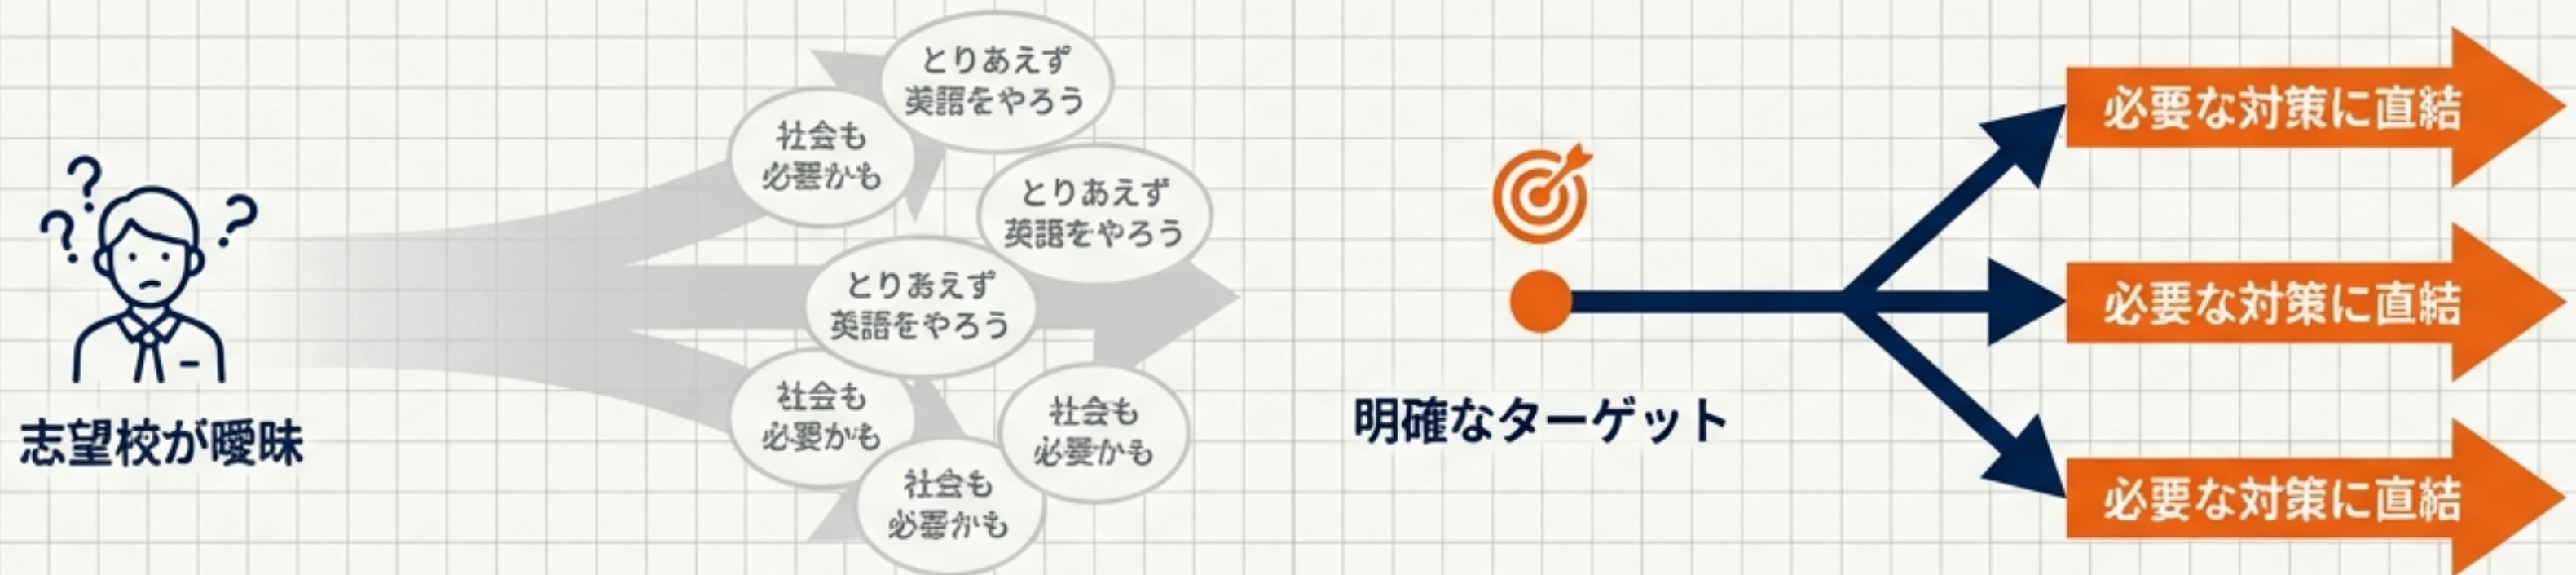 とりあえず
英語をやろう
社会も
必要かも
とりあえず
英語をやろう
とりあえず
英語をやろう
社会も
必要かも
社会も
必要かも
社会も
必要かも
志望校が曖昧
明確なターゲット
必要な対策に直結
必要な対策に直結
必要な対策に直結